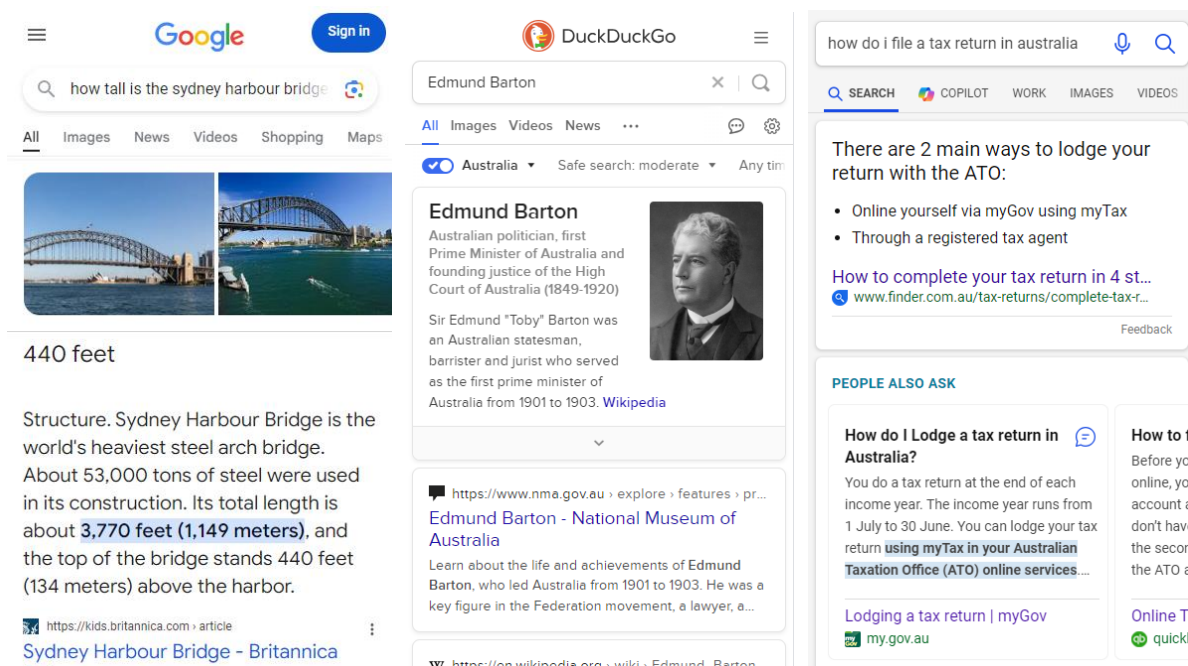 Google
Sign in
how tall is the sydney harbour bridge
All Images News Videos Shopping Maps
440 feet
Structure. Sydney Harbour Bridge is the
world's heaviest steel arch bridge.
About 53,000 tons of steel were used
in its construction. Its total length is
about 3,770 feet (1,149 meters), and
the top of the bridge stands 440 feet
(134 meters) above the harbor.
https://kids.britannica.com › article
Sydney Harbour Bridge - Britannica
DuckDuckGo
Edmund Barton
All Images Videos News
Australia Safe search: moderate Any tim
Edmund Barton
Australian politician, first
Prime Minister of Australia and
founding justice of the High
Court of Australia (1849-1920)
Sir Edmund "Toby" Barton was
an Australian statesman,
barrister and jurist who served
as the first prime minister of
Australia from 1901 to 1903. Wikipedia
https://www.nma.gov.au › explore › features › pr...
Edmund Barton - National Museum of
Australia
Learn about the life and achievements of Edmund
Barton, who led Australia from 1901 to 1903. He was a
key figure in the Federation movement, a lawyer, a...
W https://en.wikipedia.org › wiki › Edmund_Barton
how do i file a tax return in australia
SEARCH COPILOT WORK IMAGES VIDEOS
There are 2 main ways to lodge your
return with the ATO:
• Online yourself via myGov using myTax
• Through a registered tax agent
How to complete your tax return in 4 st...
www.finder.com.au/tax-returns/complete-tax-r...
Feedback
PEOPLE ALSO ASK
How do I Lodge a tax return in
Australia?
You do a tax return at the end of each
income year. The income year runs from
1 July to 30 June. You can lodge your tax
return using myTax in your Australian
Taxation Office (ATO) online services....
Lodging a tax return | myGov
my.gov.au
How to
Before yo
online, yo
account
don't hav
the secon
the ATO
Online T
quick